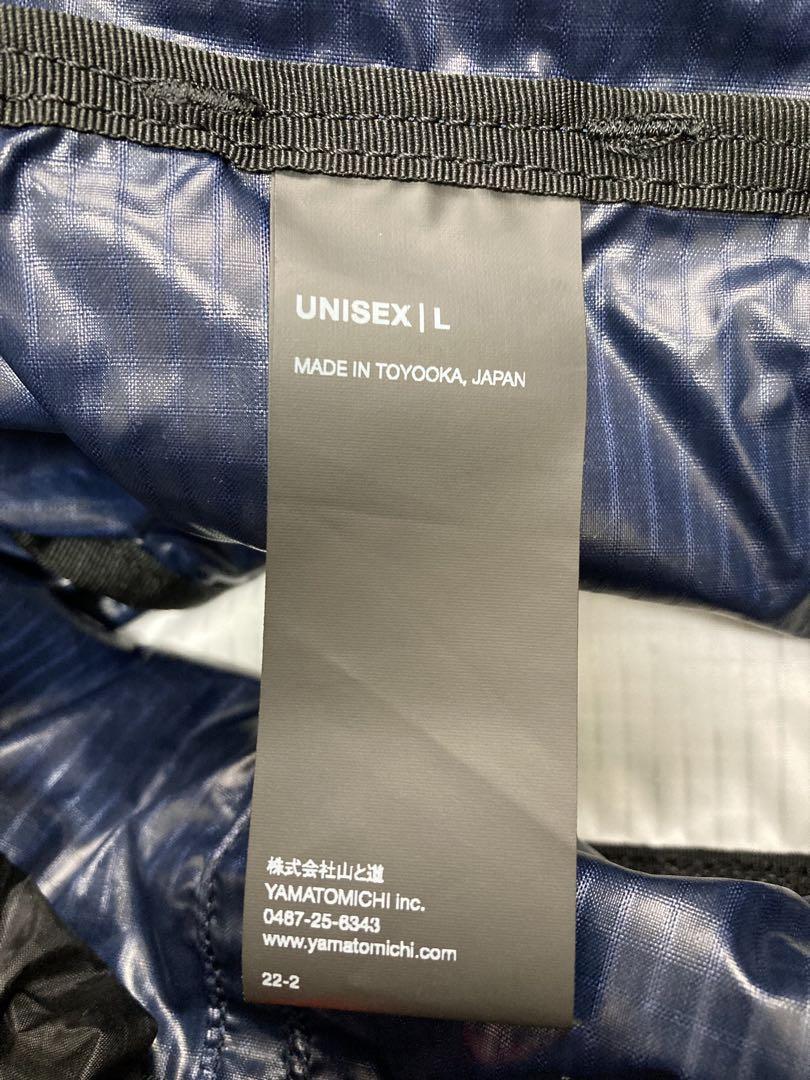 UNISEX | L
MADE IN TOYOOKA, JAPAN
株式会社山と道
YAMATOMICHI inc.
0467-25-6343
www.yamatomichi.com
22-2